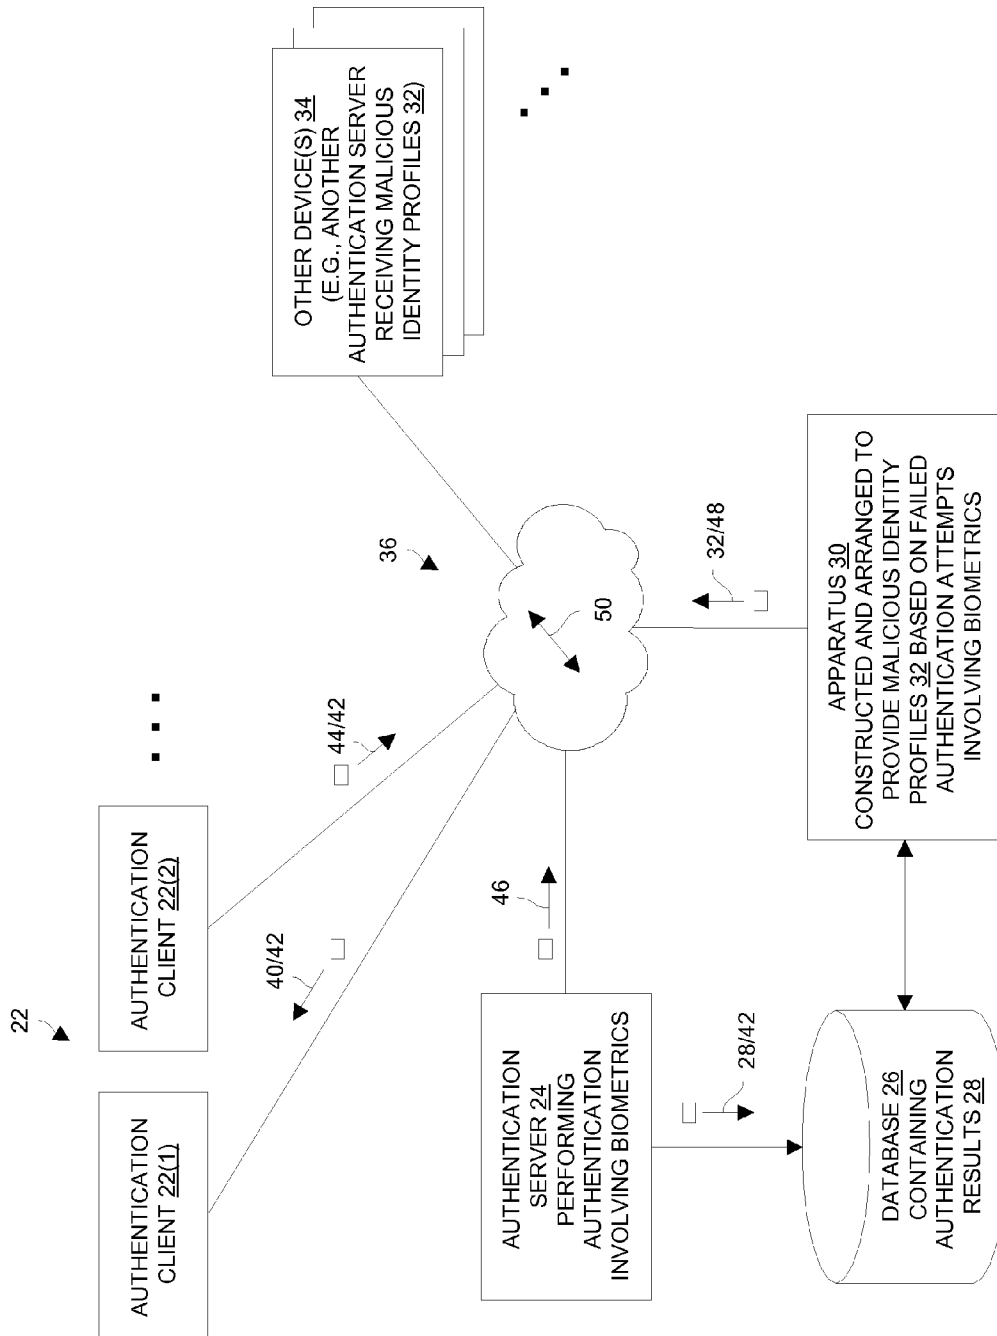 22
AUTHENTICATION
CLIENT 22(1)
AUTHENTICATION
CLIENT 22(2)
OTHER DEVICE(S) 34
(E.G., ANOTHER
AUTHENTICATION SERVER
RECEIVING MALICIOUS
IDENTITY PROFILES 32)
40/42
44/42
36
50
46
32/48
AUTHENTICATION
SERVER 24
PERFORMING
AUTHENTICATION
INVOLVING BIOMETRICS
28/42
DATABASE 26
CONTAINING
AUTHENTICATION
RESULTS 28
APPARATUS 30
CONSTRUCTED AND ARRANGED TO
PROVIDE MALICIOUS IDENTITY
PROFILES 32 BASED ON FAILED
AUTHENTICATION ATTEMPTS
INVOLVING BIOMETRICS